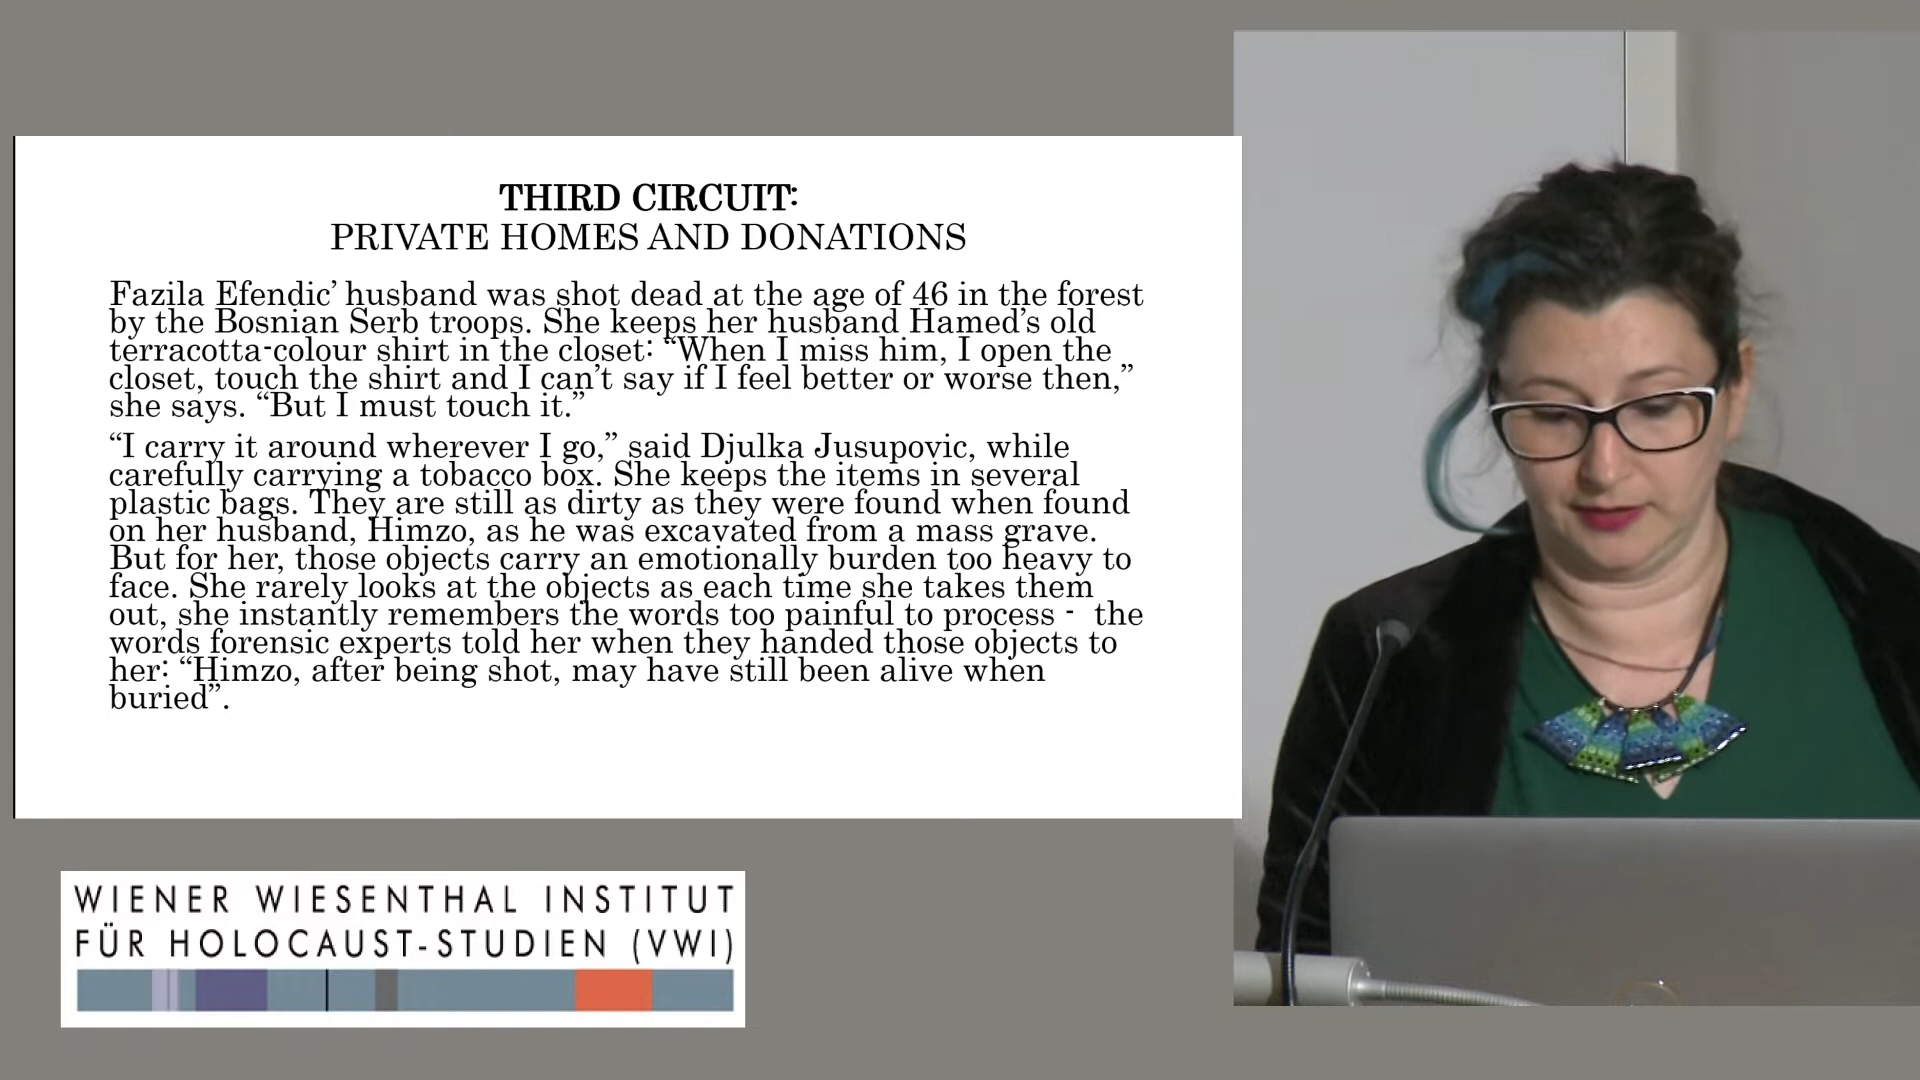 THIRD CIRCUIT:
PRIVATE HOMES AND DONATIONS
Fazila Efendic’ husband was shot dead at the age of 46 in the forest
by the Bosnian Serb troops. She keeps her husband Hamed’s old
terracotta-colour shirt in the closet: “When I miss him, I open the
closet, touch the shirt and I can’t say if I feel better or worse then,”
she says. “But I must touch it.”
“I carry it around wherever I go,” said Djulka Jusupovic, while
carefully carrying a tobacco box. She keeps the items in several
plastic bags. They are still as dirty as they were found when found
on her husband, Himzo, as he was excavated from a mass grave.
But for her, those objects carry an emotionally burden too heavy to
face. She rarely looks at the objects as each time she takes them
out, she instantly remembers the words too painful to process -  the
words forensic experts told her when they handed those objects to
her: “Himzo, after being shot, may have still been alive when
buried”.
WIENER WIESENTHAL INSTITUT
FÜR HOLOCAUST-STUDIEN (VWI)